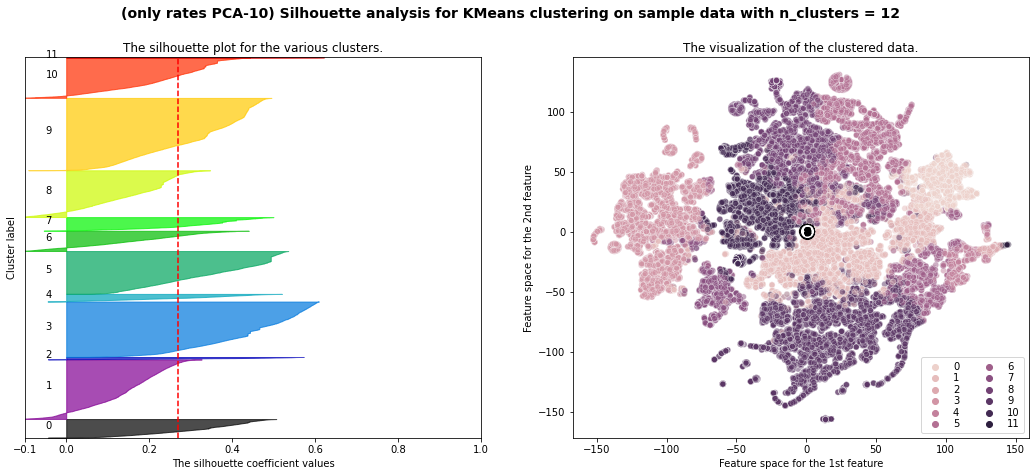 (only rates PCA-10) Silhouette analysis for KMeans clustering on sample data with n_clusters = 12
The silhouette plot for the various clusters.
11
10
9
8
7
6
5
4
3
2
1
0
Cluster label
−0.1 0.0 0.2 0.4 0.6 0.8 1.0
The silhouette coefficient values
The visualization of the clustered data.
100
50
0
−50
−100
−150
Feature space for the 2nd feature
0 6
1 7
2 8
3 9
4 10
5 11
−150 −100 −50 0 50 100 150
Feature space for the 1st feature